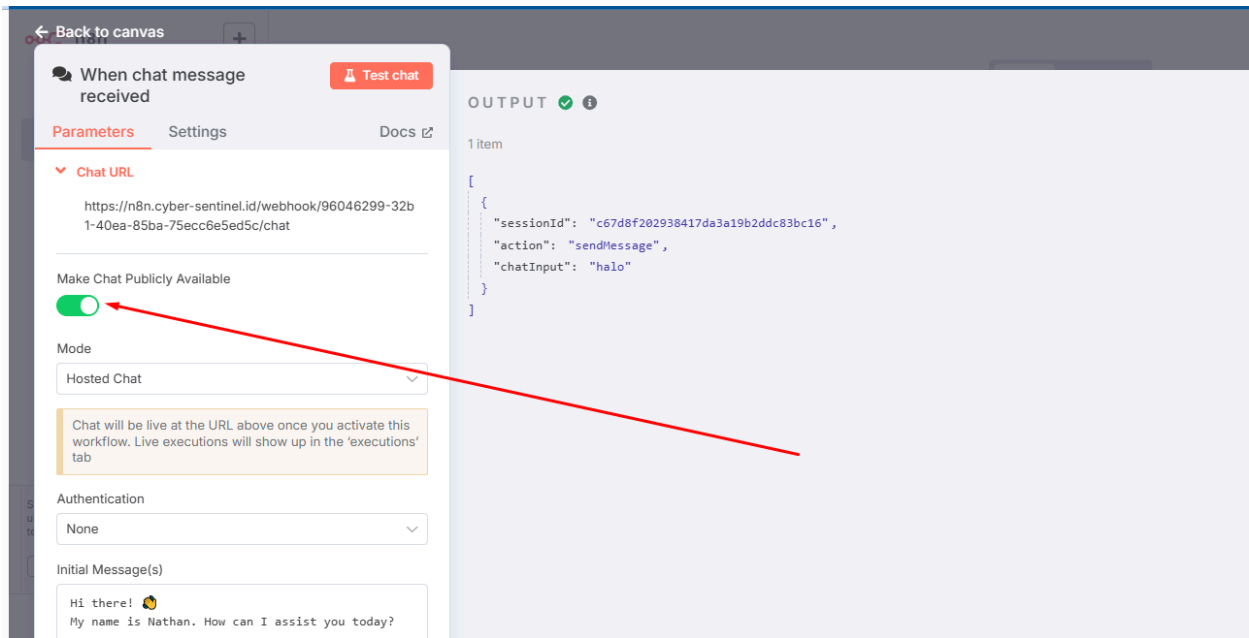 ← Back to canvas
n8n
When chat message
received
Test chat
Parameters Settings Docs
Chat URL
https://n8n.cyber-sentinel.id/webhook/96046299-32b
1-40ea-85ba-75ecc6e5ed5c/chat
Make Chat Publicly Available
Mode
Hosted Chat
Chat will be live at the URL above once you activate this
workflow. Live executions will show up in the ‘executions’
tab
Authentication
None
Initial Message(s)
Hi there! 👋
My name is Nathan. How can I assist you today?
OUTPUT
1 item
[
{
"sessionId": "c67d8f202938417da3a19b2ddc83bc16",
"action": "sendMessage",
"chatInput": "halo"
}
]